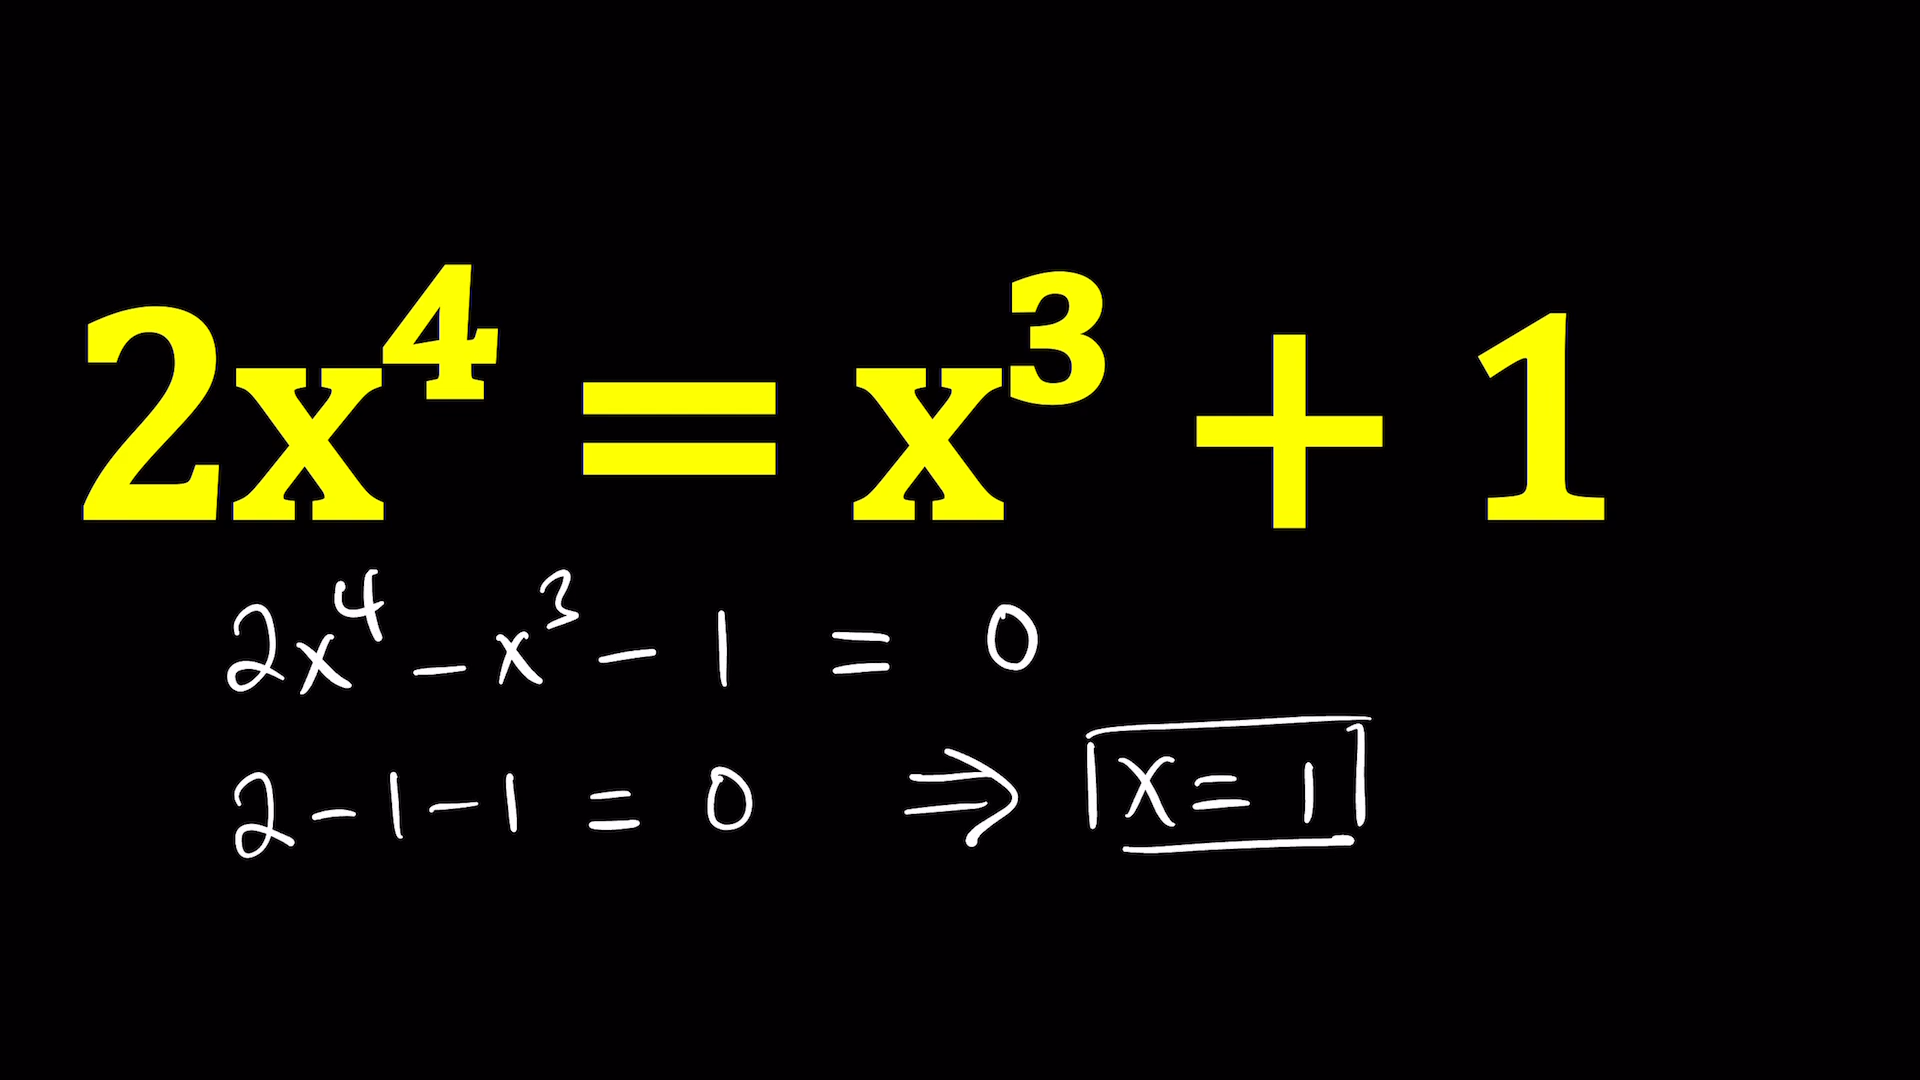 2x⁴ = x³ + 1
2x⁴ - x³ - 1 = 0
2 - 1 - 1 = 0 ⇒ x = 1